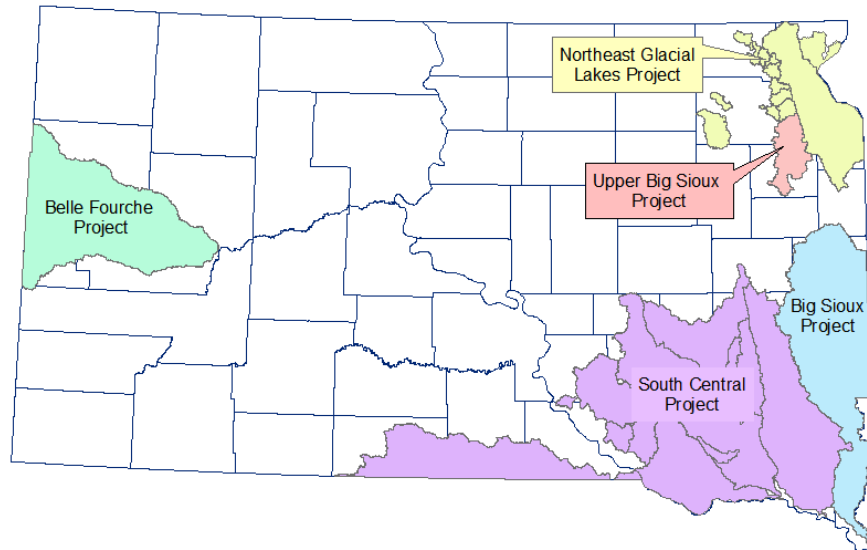 Northeast Glacial
Lakes Project
Upper Big Sioux
Project
Belle Fourche
Project
Big Sioux
Project
South Central
Project